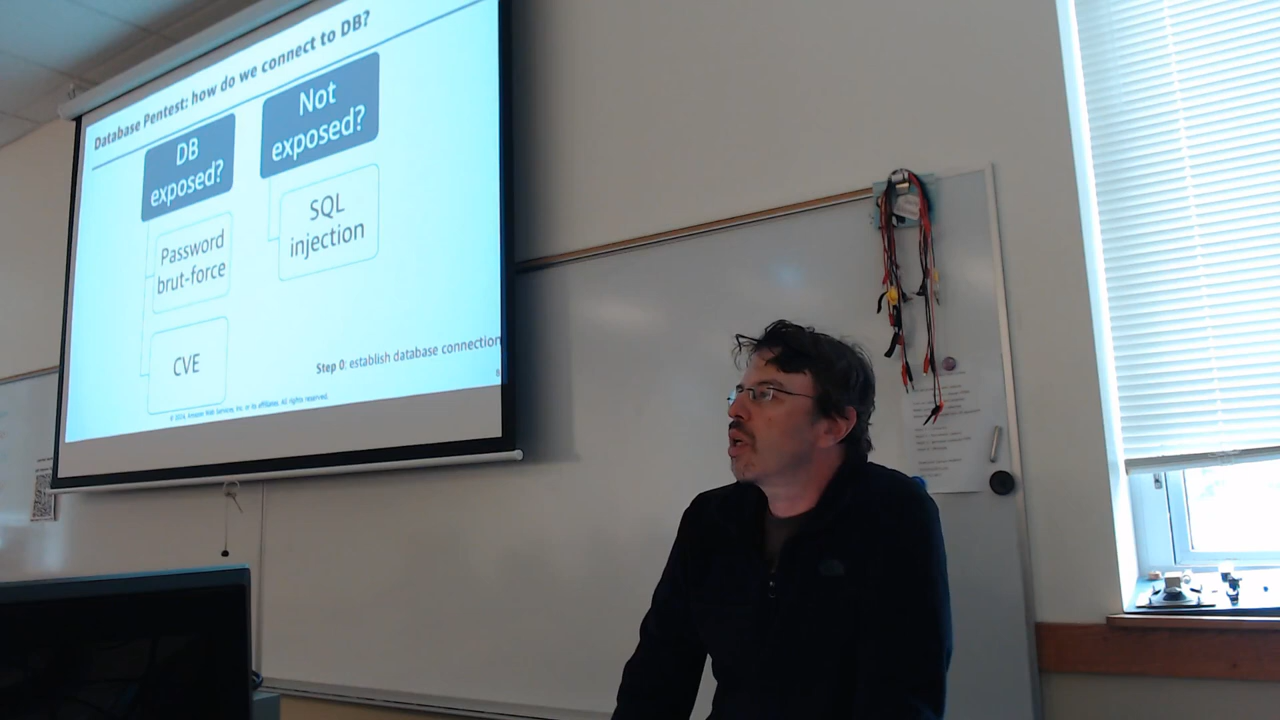 Database Pentest: how do we connect to DB?
DB
exposed?
Password
brut-force
CVE
Not
exposed?
SQL
injection
Step 0: establish database connection
8
© 2024, Amazon Web Services, Inc. or its affiliates. All rights reserved.